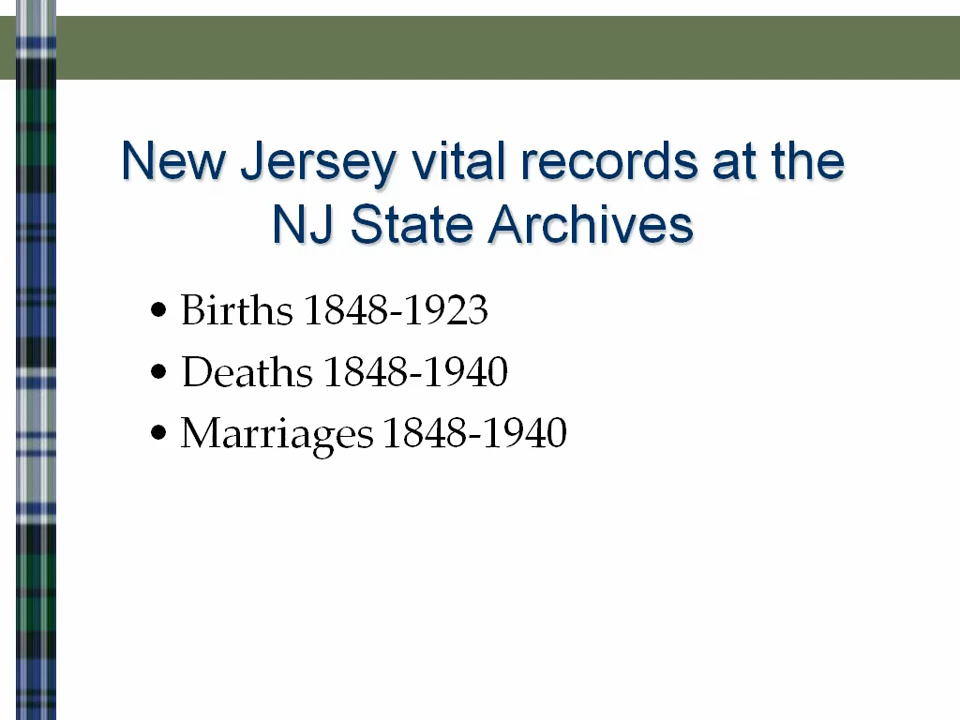 New Jersey vital records at the
NJ State Archives
• Births 1848-1923
• Deaths 1848-1940
• Marriages 1848-1940